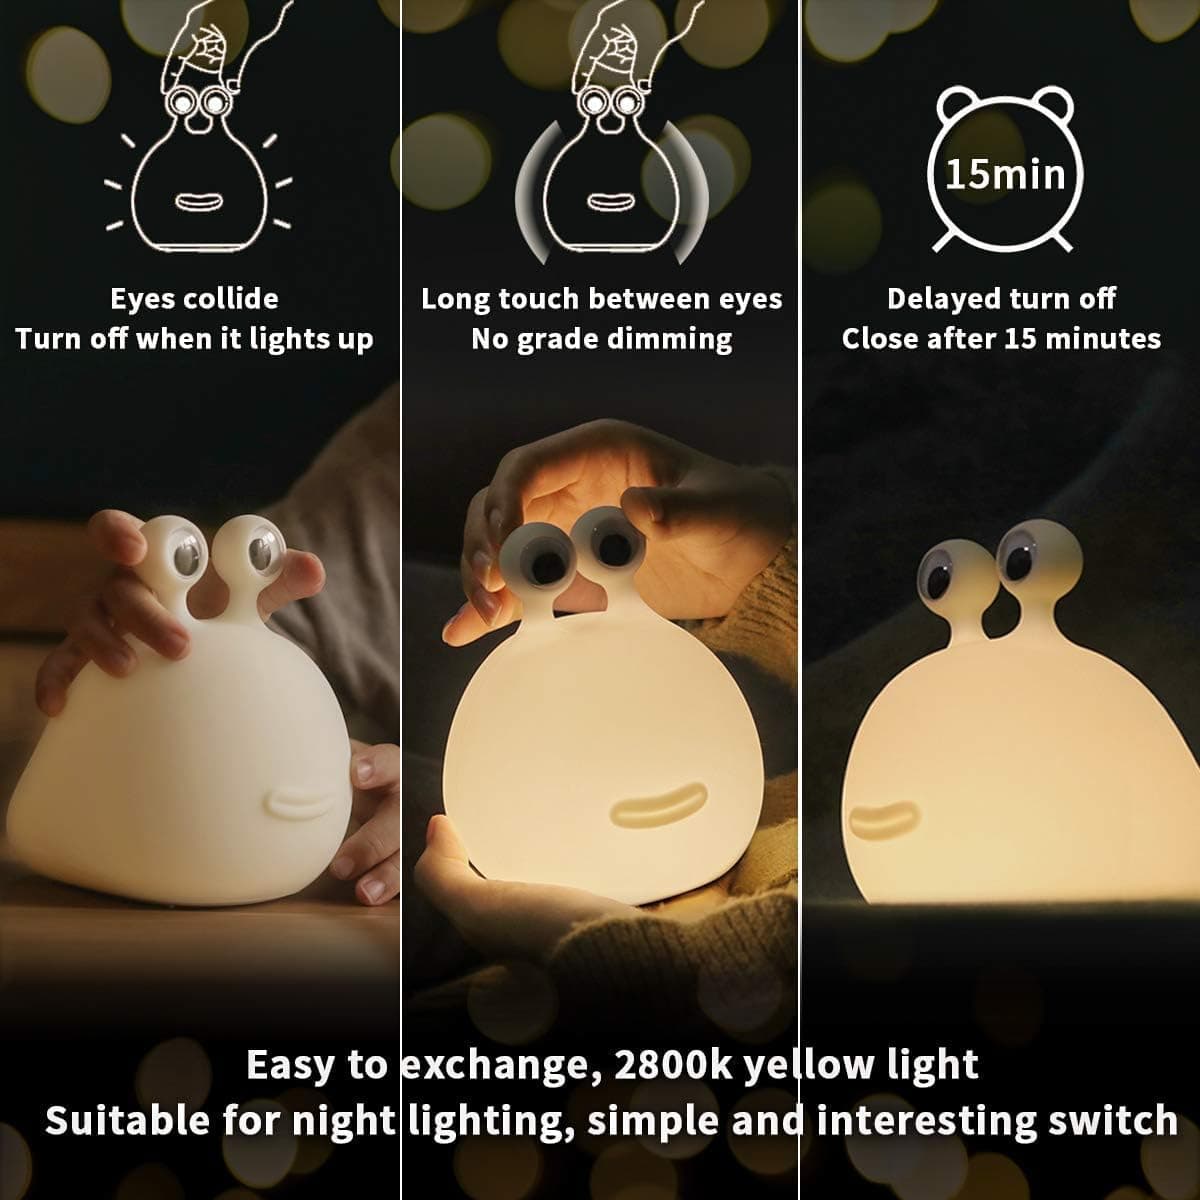 Eyes collide
Turn off when it lights up
Long touch between eyes
No grade dimming
15min
Delayed turn off
Close after 15 minutes
Easy to exchange, 2800k yellow light
Suitable for night lighting, simple and interesting switch